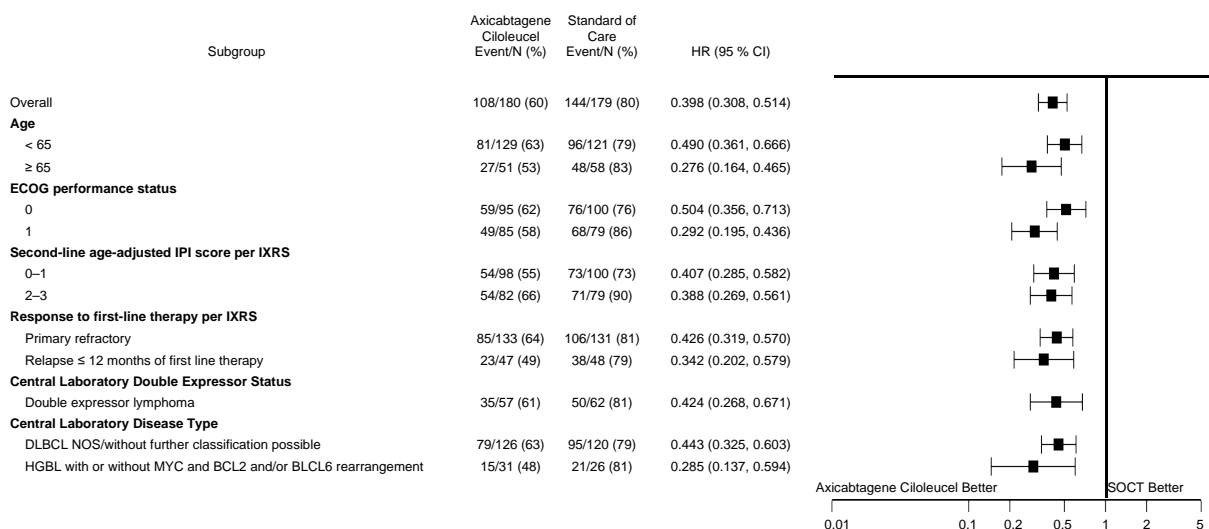 Subgroup
Axicabtagene
Ciloleucel
Event/N (%)
Standard of
Care
Event/N (%)
HR (95 % CI)
Overall 108/180 (60) 144/179 (80) 0.398 (0.308, 0.514)
Age
< 65 81/129 (63) 96/121 (79) 0.490 (0.361, 0.666)
≥ 65 27/51 (53) 48/58 (83) 0.276 (0.164, 0.465)
ECOG performance status
0 59/95 (62) 76/100 (76) 0.504 (0.356, 0.713)
1 49/85 (58) 68/79 (86) 0.292 (0.195, 0.436)
Second-line age-adjusted IPI score per IXRS
0–1 54/98 (55) 73/100 (73) 0.407 (0.285, 0.582)
2–3 54/82 (66) 71/79 (90) 0.388 (0.269, 0.561)
Response to first-line therapy per IXRS
Primary refractory 85/133 (64) 106/131 (81) 0.426 (0.319, 0.570)
Relapse ≤ 12 months of first line therapy 23/47 (49) 38/48 (79) 0.342 (0.202, 0.579)
Central Laboratory Double Expressor Status
Double expressor lymphoma 35/57 (61) 50/62 (81) 0.424 (0.268, 0.671)
Central Laboratory Disease Type
DLBCL NOS/without further classification possible 79/126 (63) 95/120 (79) 0.443 (0.325, 0.603)
HGBL with or without MYC and BCL2 and/or BLCL6 rearrangement 15/31 (48) 21/26 (81) 0.285 (0.137, 0.594)
Axicabtagene Ciloleucel Better SOCT Better
0.01 0.1 0.2 0.5 1 2 5